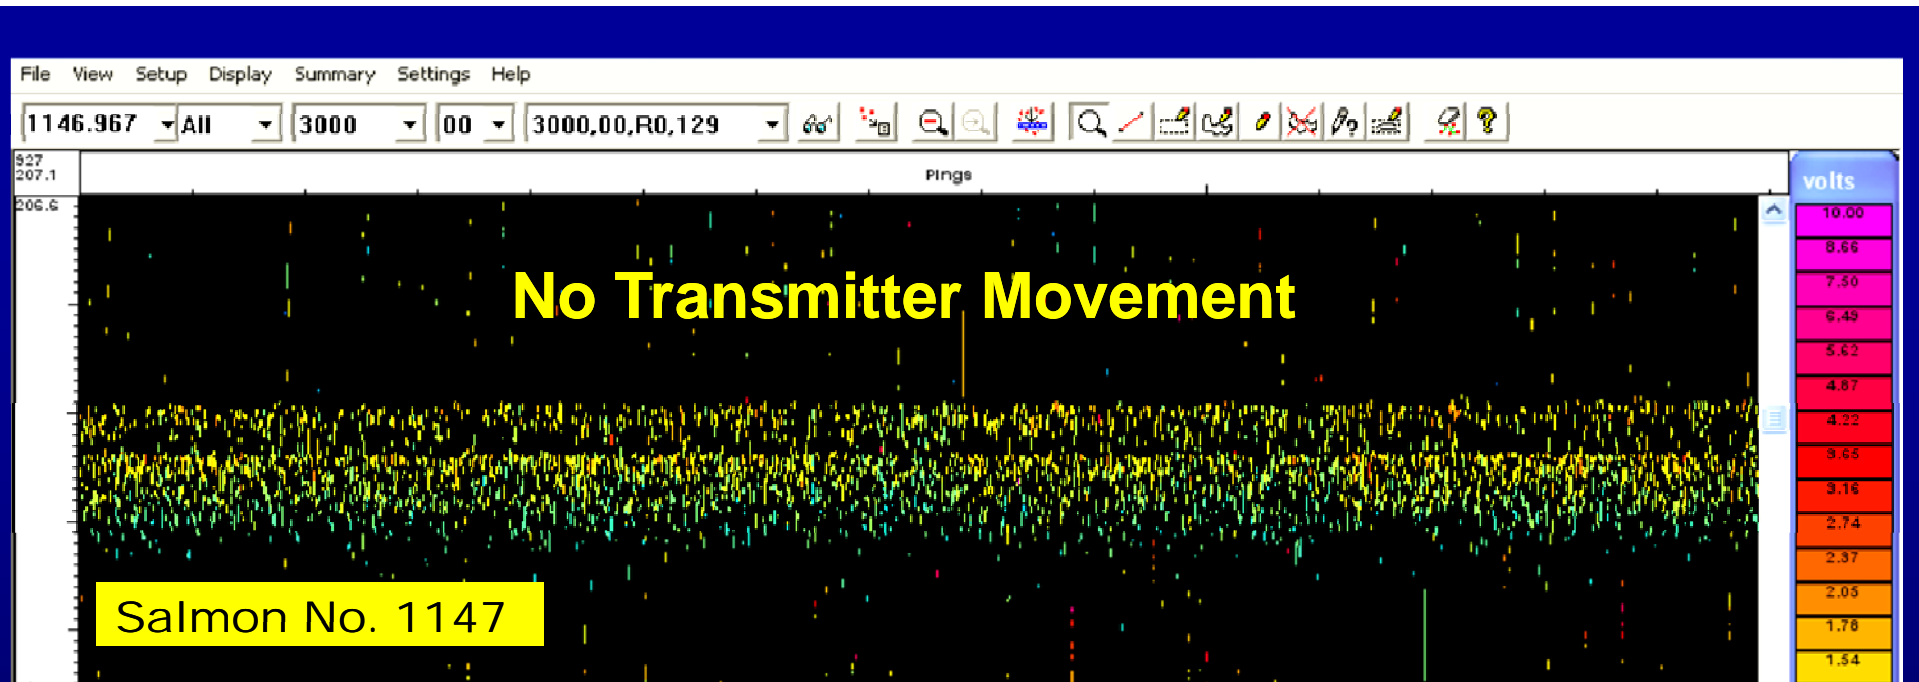 File View Setup Display Summary Settings Help
1146.967 All 3000 00 3000,00,R0,129
927
207.1
Pings
volts
206.6
10.00
8.66
7.50
6.49
5.62
4.87
4.22
3.65
3.16
2.74
2.37
2.05
1.78
1.54
No Transmitter Movement
Salmon No. 1147